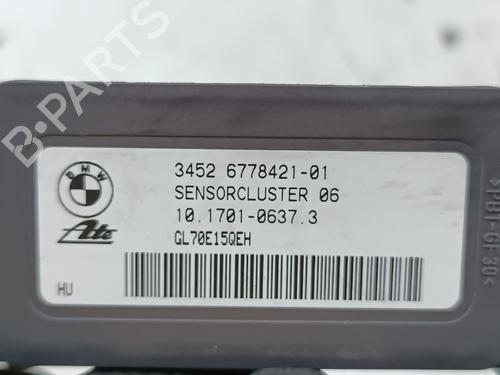 B-PARTS
BMW
3452 6778421-01
SENSORCLUSTER 06
10.1701-0637.3
Ate
GL70E15QEH
HU
>PBT-GF30<